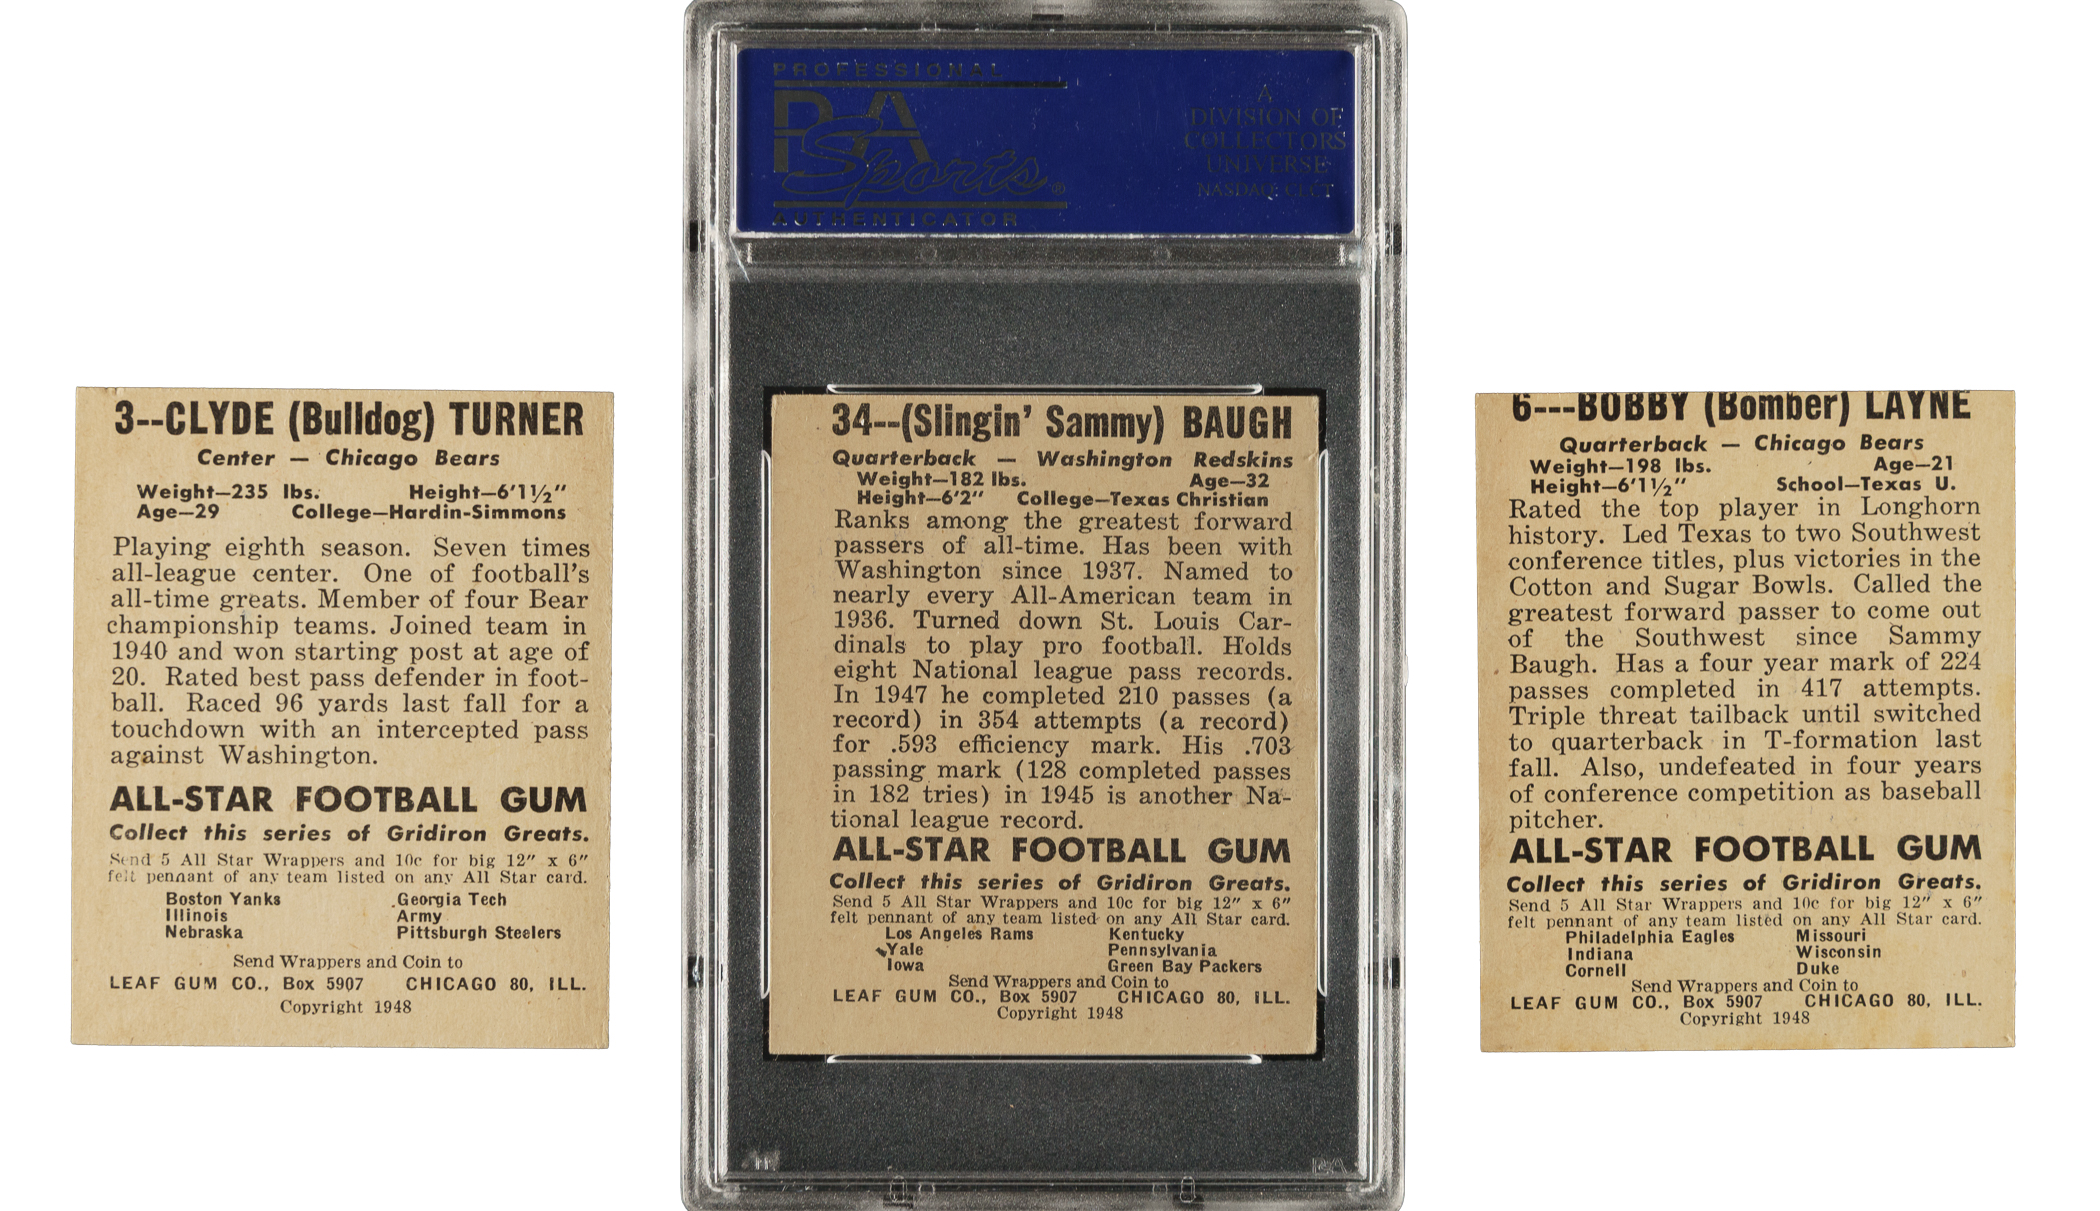 3--CLYDE (Bulldog) TURNER
Center — Chicago Bears
Weight—235 lbs. Height—6'1½"
Age—29 College—Hardin-Simmons
Playing eighth season. Seven times
all-league center. One of football's
all-time greats. Member of four Bear
championship teams. Joined team in
1940 and won starting post at age of
20. Rated best pass defender in foot-
ball. Raced 96 yards last fall for a
touchdown with an intercepted pass
against Washington.
ALL-STAR FOOTBALL GUM
Collect this series of Gridiron Greats.
Send 5 All Star Wrappers and 10c for big 12" x 6"
felt pennant of any team listed on any All Star card.
Boston Yanks Georgia Tech
Illinois Army
Nebraska Pittsburgh Steelers
Send Wrappers and Coin to
LEAF GUM CO., Box 5907 CHICAGO 80, ILL.
Copyright 1948
PROFESSIONAL
PSA
Sports®
AUTHENTICATOR
A
DIVISION OF
COLLECTORS
UNIVERSE
NASDAQ: CLCT
34--(Slingin' Sammy) BAUGH
Quarterback — Washington Redskins
Weight—182 lbs. Age—32
Height—6'2" College—Texas Christian
Ranks among the greatest forward
passers of all-time. Has been with
Washington since 1937. Named to
nearly every All-American team in
1936. Turned down St. Louis Car-
dinals to play pro football. Holds
eight National league pass records.
In 1947 he completed 210 passes (a
record) in 354 attempts (a record)
for .593 efficiency mark. His .703
passing mark (128 completed passes
in 182 tries) in 1945 is another Na-
tional league record.
ALL-STAR FOOTBALL GUM
Collect this series of Gridiron Greats.
Send 5 All Star Wrappers and 10c for big 12" x 6"
felt pennant of any team listed on any All Star card.
Los Angeles Rams Kentucky
Yale Pennsylvania
Iowa Green Bay Packers
Send Wrappers and Coin to
LEAF GUM CO., Box 5907 CHICAGO 80, ILL.
Copyright 1948
PSA
6---BOBBY (Bomber) LAYNE
Quarterback — Chicago Bears
Weight—198 lbs. Age—21
Height—6'1½" School—Texas U.
Rated the top player in Longhorn
history. Led Texas to two Southwest
conference titles, plus victories in the
Cotton and Sugar Bowls. Called the
greatest forward passer to come out
of the Southwest since Sammy
Baugh. Has a four year mark of 224
passes completed in 417 attempts.
Triple threat tailback until switched
to quarterback in T-formation last
fall. Also, undefeated in four years
of conference competition as baseball
pitcher.
ALL-STAR FOOTBALL GUM
Collect this series of Gridiron Greats.
Send 5 All Star Wrappers and 10c for big 12" x 6"
felt pennant of any team listed on any All Star card.
Philadelphia Eagles Missouri
Indiana Wisconsin
Cornell Duke
Send Wrappers and Coin to
LEAF GUM CO., Box 5907 CHICAGO 80, ILL.
Copyright 1948